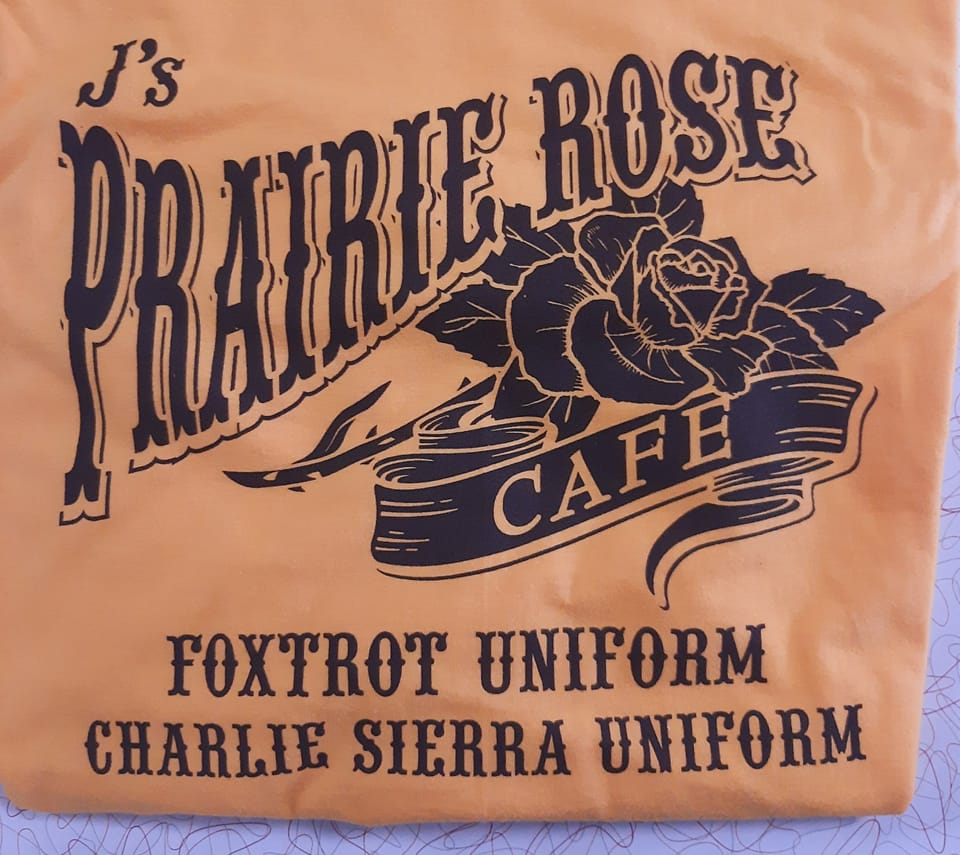 J's
PRAIRIE ROSE
CAFE
FOXTROT UNIFORM
CHARLIE SIERRA UNIFORM